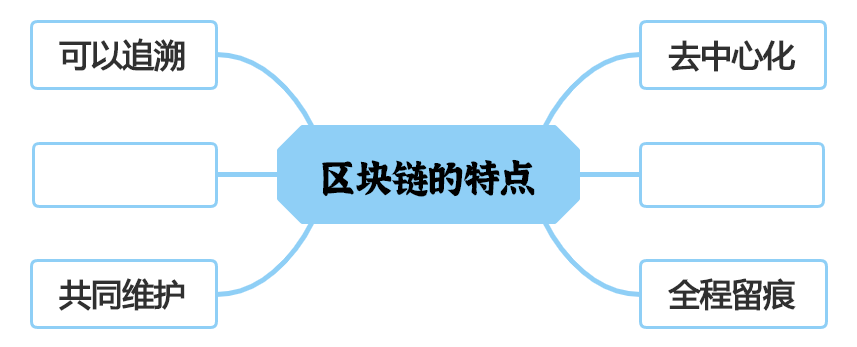 可以追溯
去中心化
区块链的特点
共同维护
全程留痕